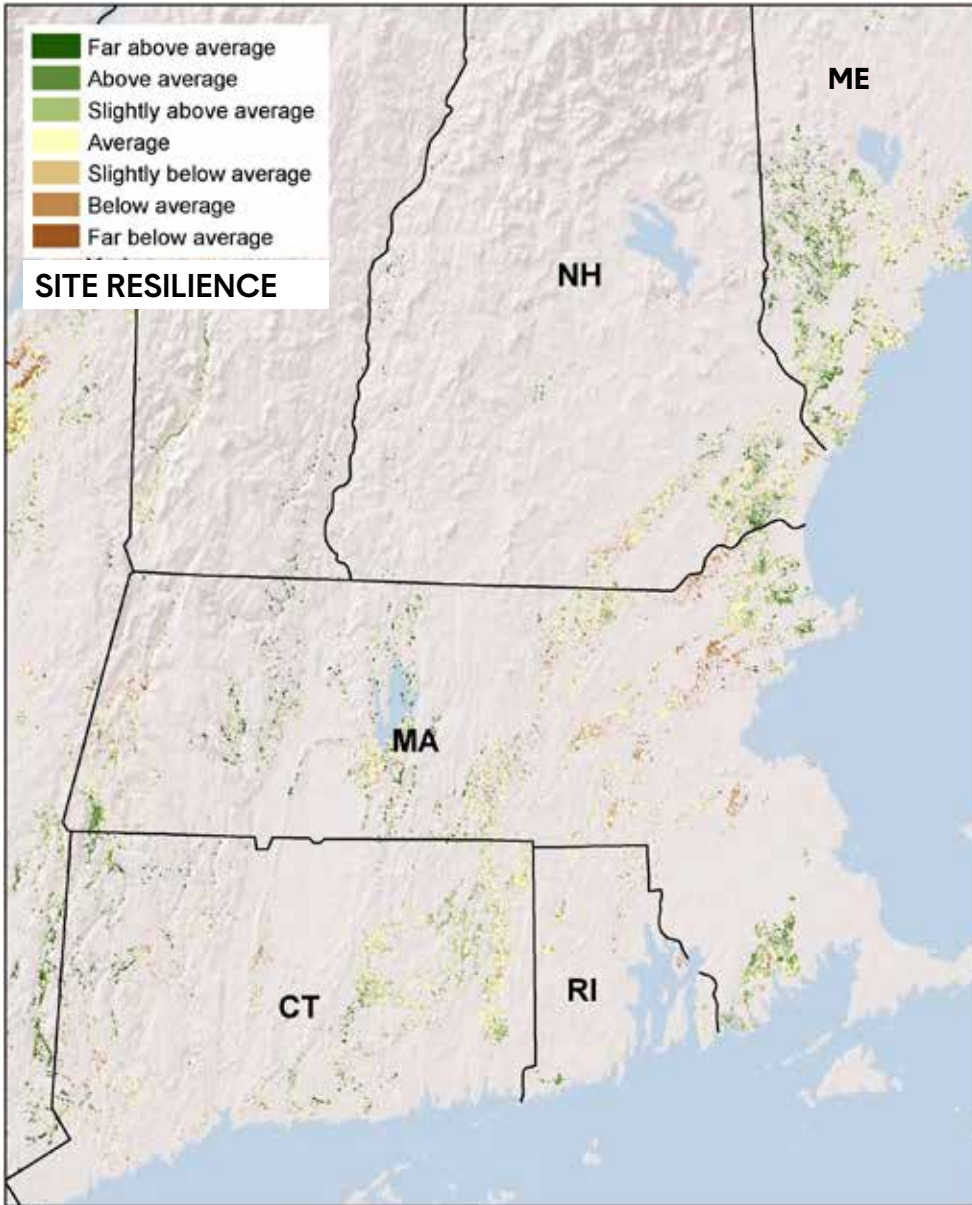 Far above average
Above average
Slightly above average
Average
Slightly below average
Below average
Far below average
SITE RESILIENCE
ME
NH
MA
CT
RI